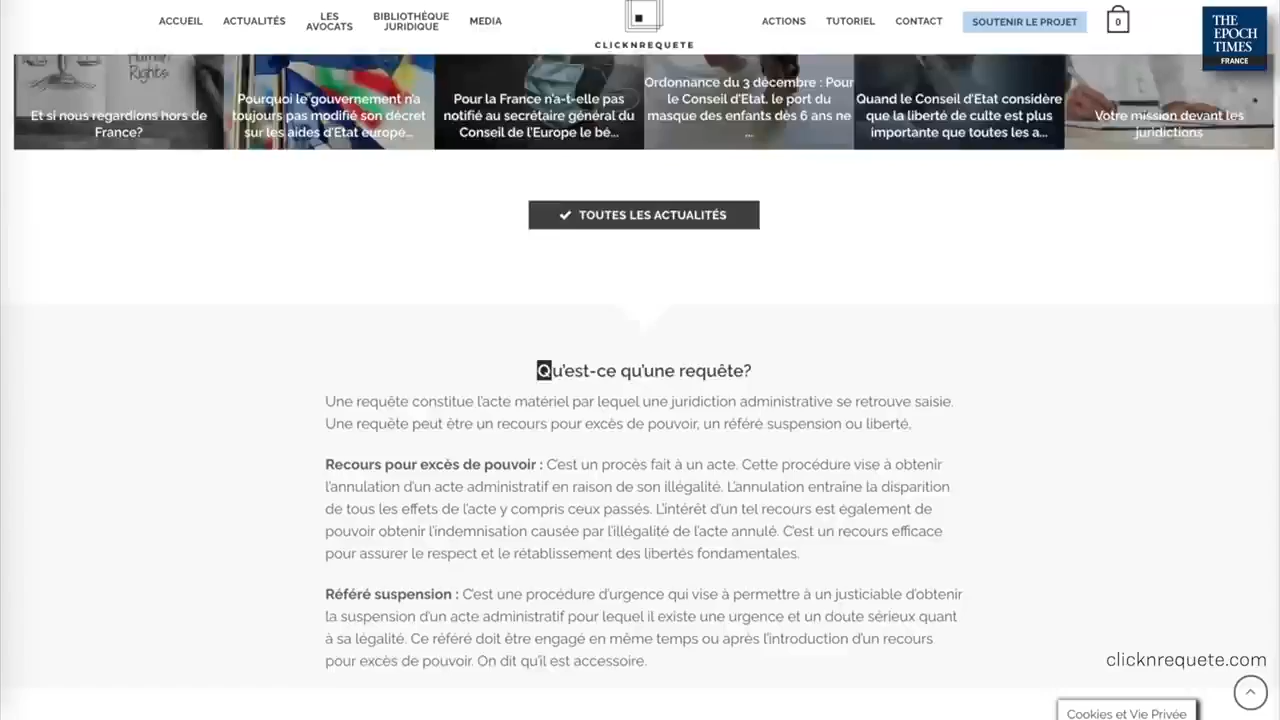 ACCUEIL
ACTUALITÉS
LES
AVOCATS
BIBLIOTHÈQUE
JURIDIQUE
MEDIA
CLICKNREQUETE
ACTIONS
TUTORIEL
CONTACT
SOUTENIR LE PROJET
0
THE
EPOCH
TIMES
FRANCE
Human
Rights
Et si nous regardions hors de
France?
Pourquoi le gouvernement n'a
toujours pas modifié son décret
sur les aides d'Etat europé...
Pour la France n'a-t-elle pas
notifié au secrétaire général du
Conseil de l'Europe le bé...
Ordonnance du 3 décembre : Pour
le Conseil d'Etat, le port du
masque des enfants dès 6 ans ne
...
Quand le Conseil d'Etat considère
que la liberté de culte est plus
importante que toutes les a...
Votre mission devant les
juridictions
TOUTES LES ACTUALITÉS
Qu'est-ce qu'une requête?
Une requête constitue l'acte matériel par lequel une juridiction administrative se retrouve saisie.
Une requête peut être un recours pour excès de pouvoir, un référé suspension ou liberté.
Recours pour excès de pouvoir : C'est un procès fait à un acte. Cette procédure vise à obtenir
l'annulation d'un acte administratif en raison de son illégalité. L'annulation entraîne la disparition
de tous les effets de l'acte y compris ceux passés. L'intérêt d'un tel recours est également de
pouvoir obtenir l'indemnisation causée par l'illégalité de l'acte annulé. C'est un recours efficace
pour assurer le respect et le rétablissement des libertés fondamentales.
Référé suspension : C'est une procédure d'urgence qui vise à permettre à un justiciable d'obtenir
la suspension d'un acte administratif pour lequel il existe une urgence et un doute sérieux quant
à sa légalité. Ce référé doit être engagé en même temps ou après l'introduction d'un recours
pour excès de pouvoir. On dit qu'il est accessoire.
clicknrequete.com
Cookies et Vie Privée